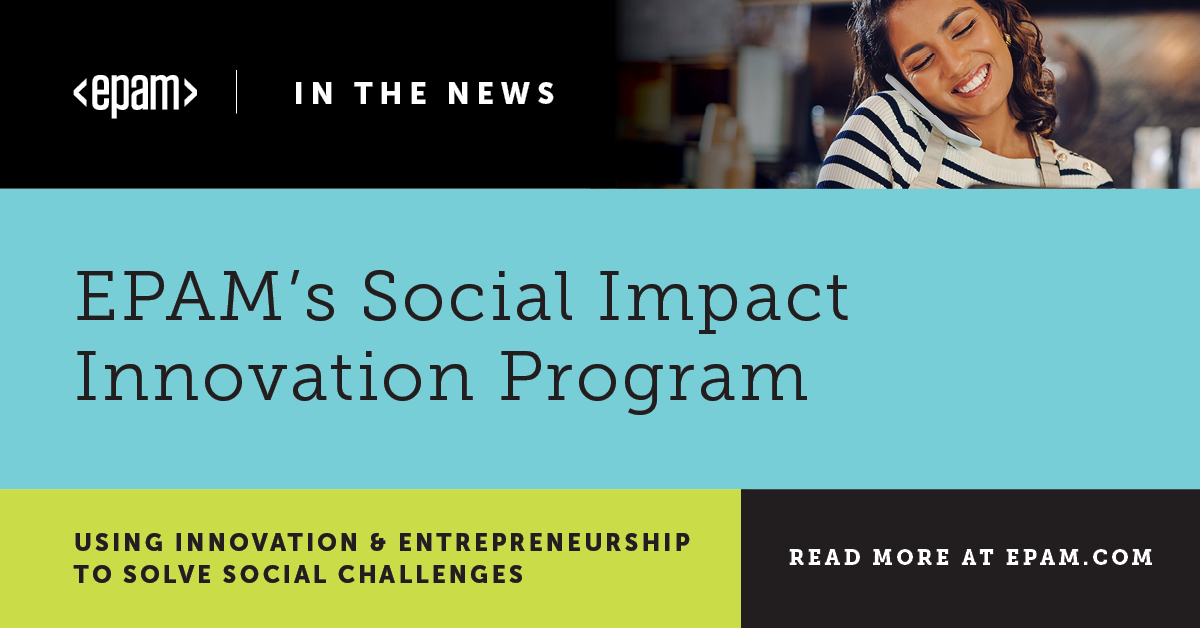 <epam>
IN THE NEWS
EPAM’s Social Impact
Innovation Program
USING INNOVATION & ENTREPRENEURSHIP
TO SOLVE SOCIAL CHALLENGES
READ MORE AT EPAM.COM